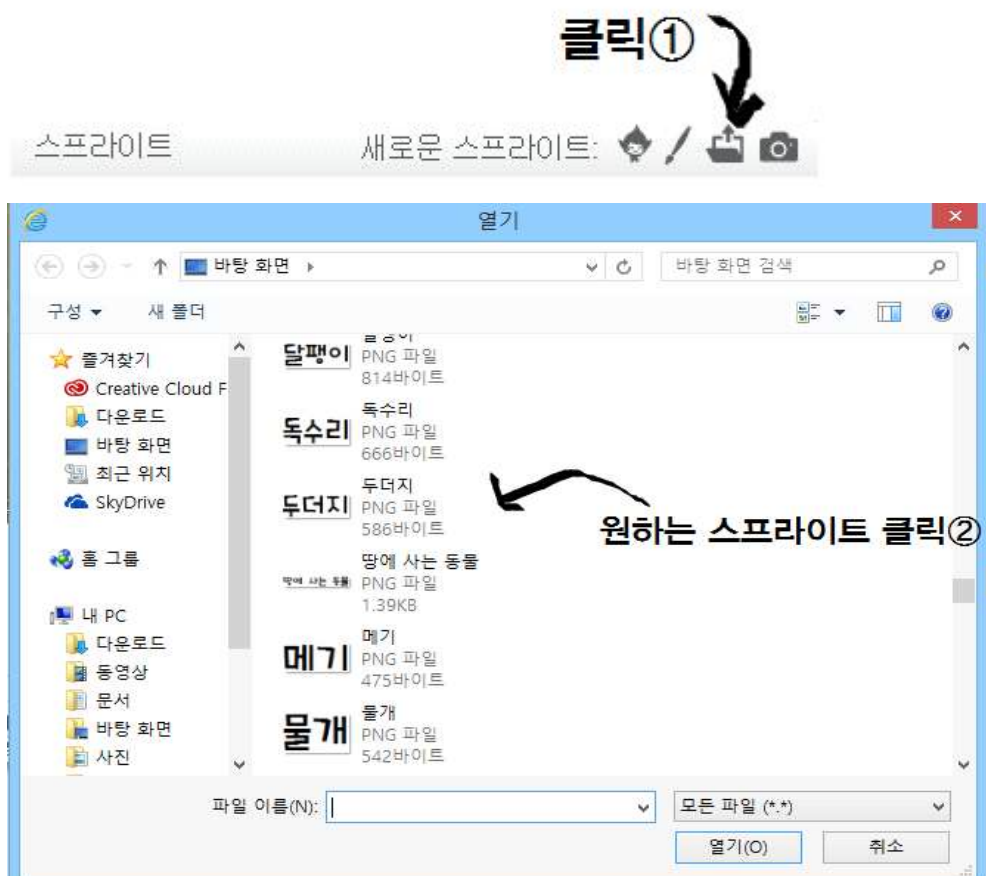 클릭①
스프라이트 새로운 스프라이트:
열기
바탕 화면 바탕 화면 검색
구성 새 폴더
즐겨찾기
Creative Cloud F
다운로드
바탕 화면
최근 위치
SkyDrive
홈 그룹
내 PC
다운로드
동영상
문서
바탕 화면
사진
달팽이
달팽이
PNG 파일
814바이트
독수리
독수리
PNG 파일
666바이트
두더지
두더지
PNG 파일
586바이트
원하는 스프라이트 클릭②
땅에 사는 동물
땅에 사는 동물
PNG 파일
1.39KB
메기
메기
PNG 파일
475바이트
물개
물개
PNG 파일
542바이트
파일 이름(N): 모든 파일 (*.*)
열기(O) 취소